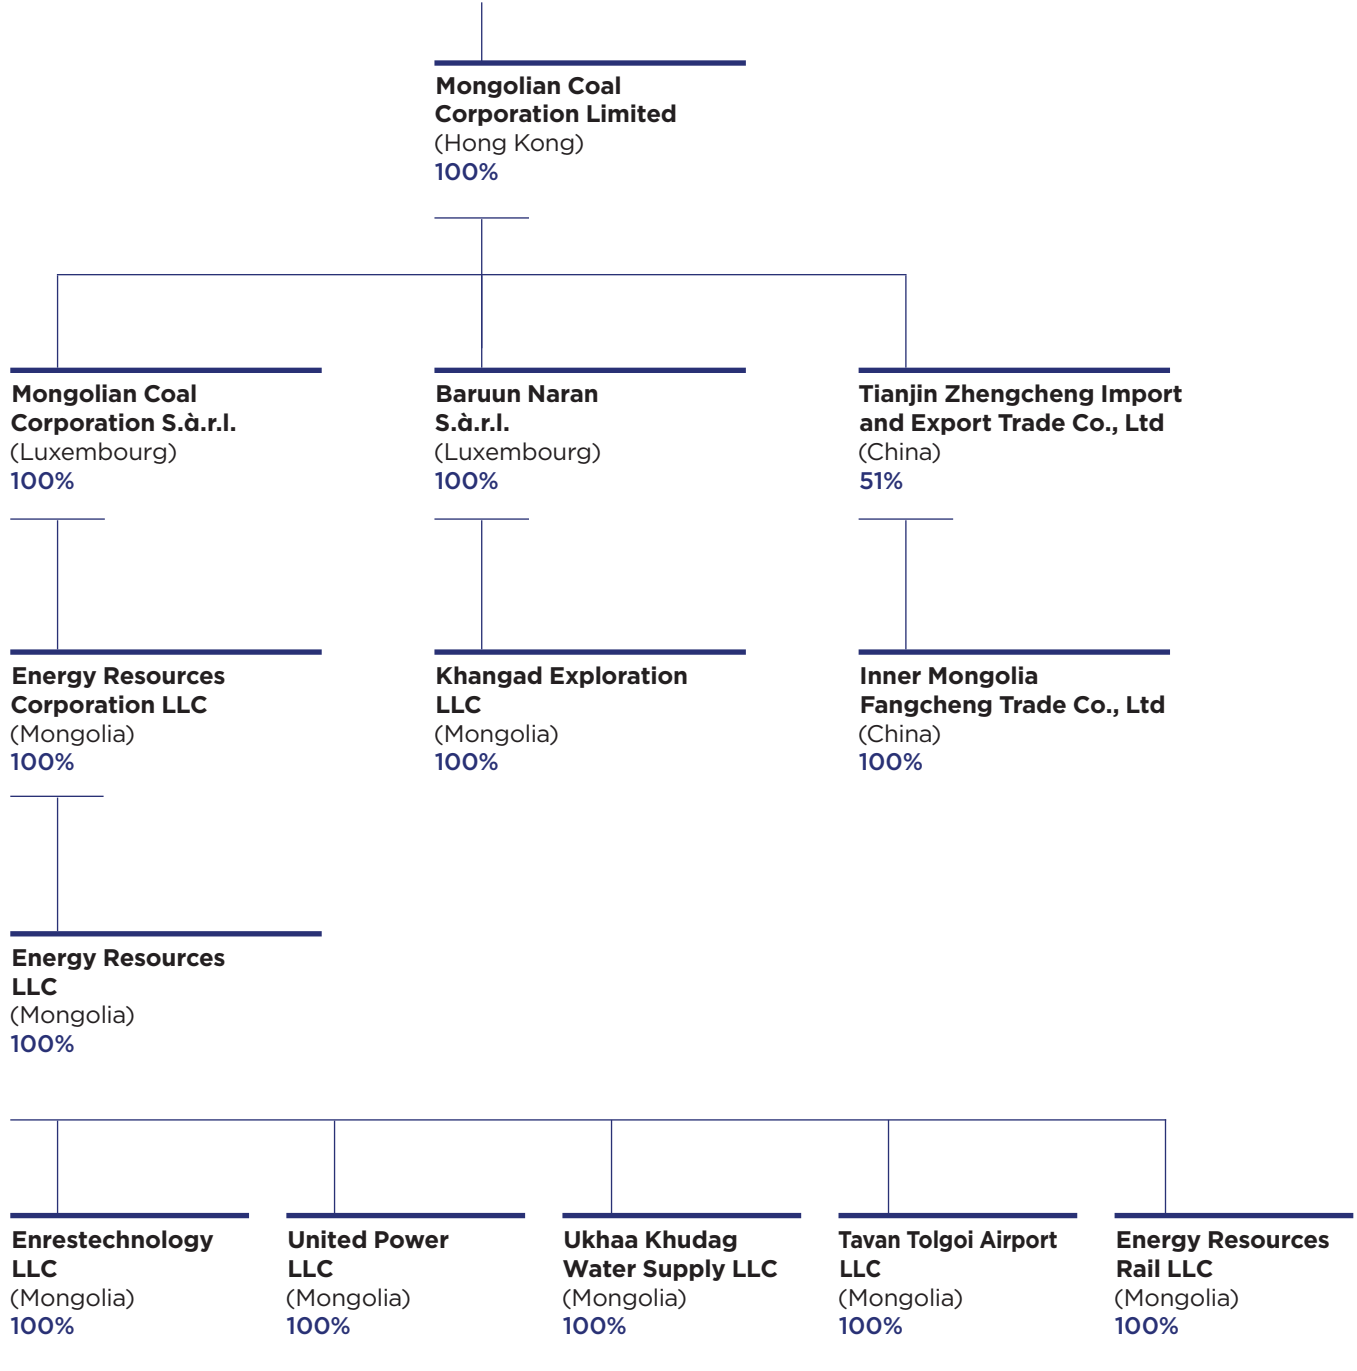 Mongolian Coal
Corporation Limited
(Hong Kong)
100%
Mongolian Coal
Corporation S.à.r.l.
(Luxembourg)
100%
Baruun Naran
S.à.r.l.
(Luxembourg)
100%
Tianjin Zhengcheng Import
and Export Trade Co., Ltd
(China)
51%
Energy Resources
Corporation LLC
(Mongolia)
100%
Khangad Exploration
LLC
(Mongolia)
100%
Inner Mongolia
Fangcheng Trade Co., Ltd
(China)
100%
Energy Resources
LLC
(Mongolia)
100%
Enrestechnology
LLC
(Mongolia)
100%
United Power
LLC
(Mongolia)
100%
Ukhaa Khudag
Water Supply LLC
(Mongolia)
100%
Tavan Tolgoi Airport
LLC
(Mongolia)
100%
Energy Resources
Rail LLC
(Mongolia)
100%